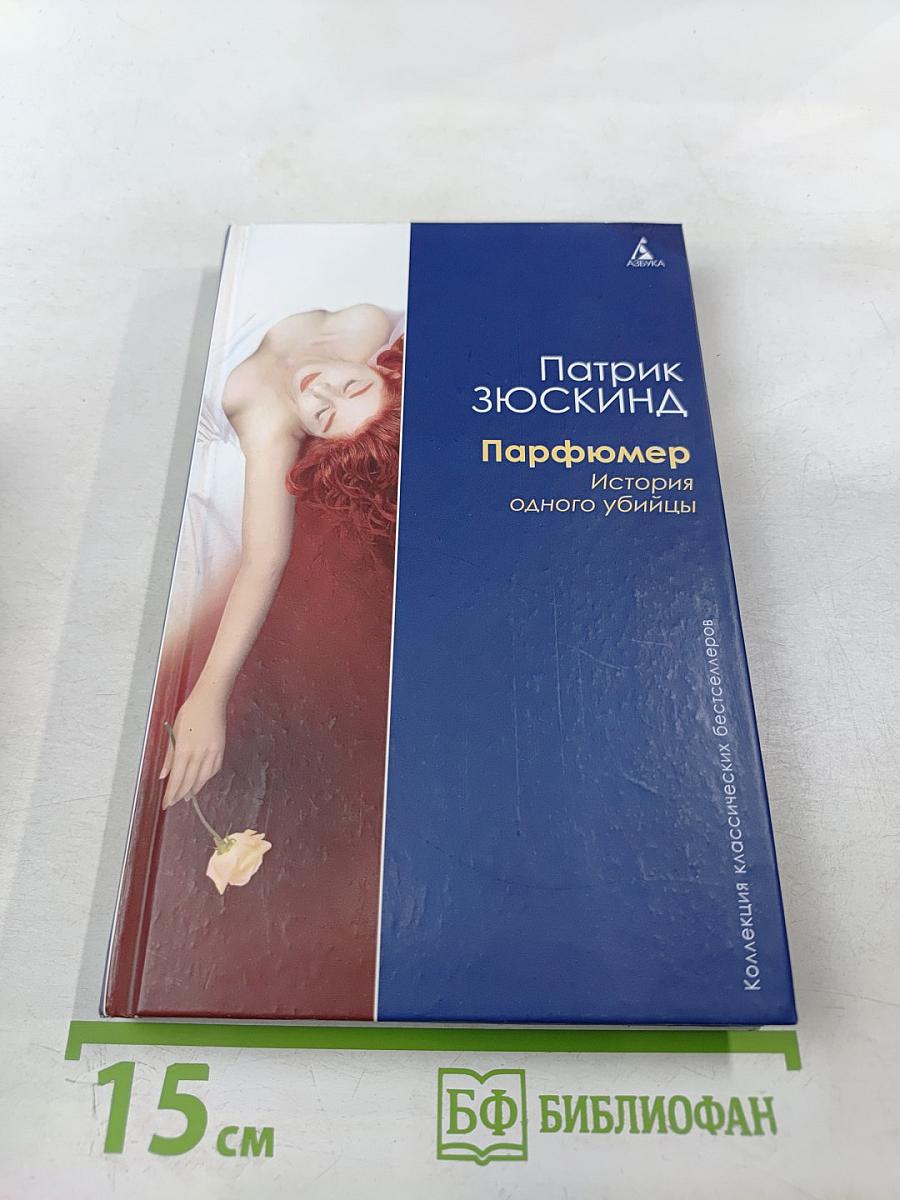 АЗБУКА
Патрик
ЗЮСКИНД
Парфюмер
История
одного убийцы
Коллекция классических бестселлеров
15 см
БФ БИБЛИОФАН